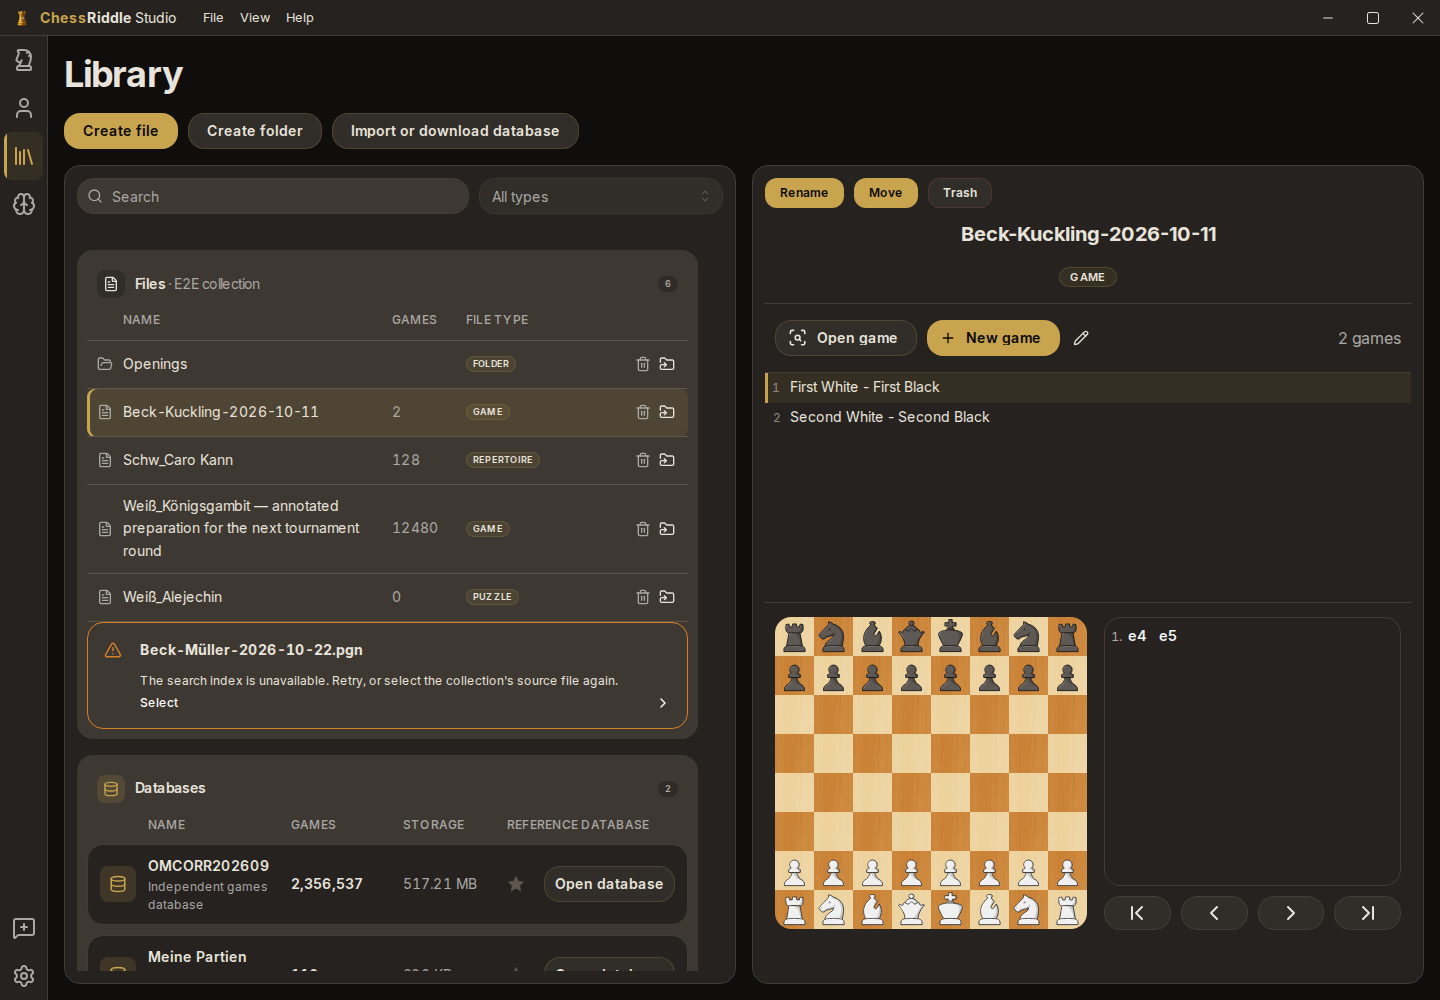 ChessRiddle Studio File View Help
Library
Create file Create folder Import or download database
Search All types
Files · E2E collection 6
NAME GAMES FILE TYPE
Openings FOLDER
Beck-Kuckling-2026-10-11 2 GAME
Schw_Caro Kann 128 REPERTOIRE
Weiß_Königsgambit — annotated
preparation for the next tournament
round
12480 GAME
Weiß_Alejechin 0 PUZZLE
Beck-Müller-2026-10-22.pgn
The search index is unavailable. Retry, or select the collection's source file again.
Select
Databases 2
NAME GAMES STORAGE REFERENCE DATABASE
OMCORR202609
Independent games
database
2,356,537 517.21 MB Open database
Meine Partien
Rename Move Trash
Beck-Kuckling-2026-10-11
GAME
Open game New game 2 games
1 First White - First Black
2 Second White - Second Black
1. e4 e5